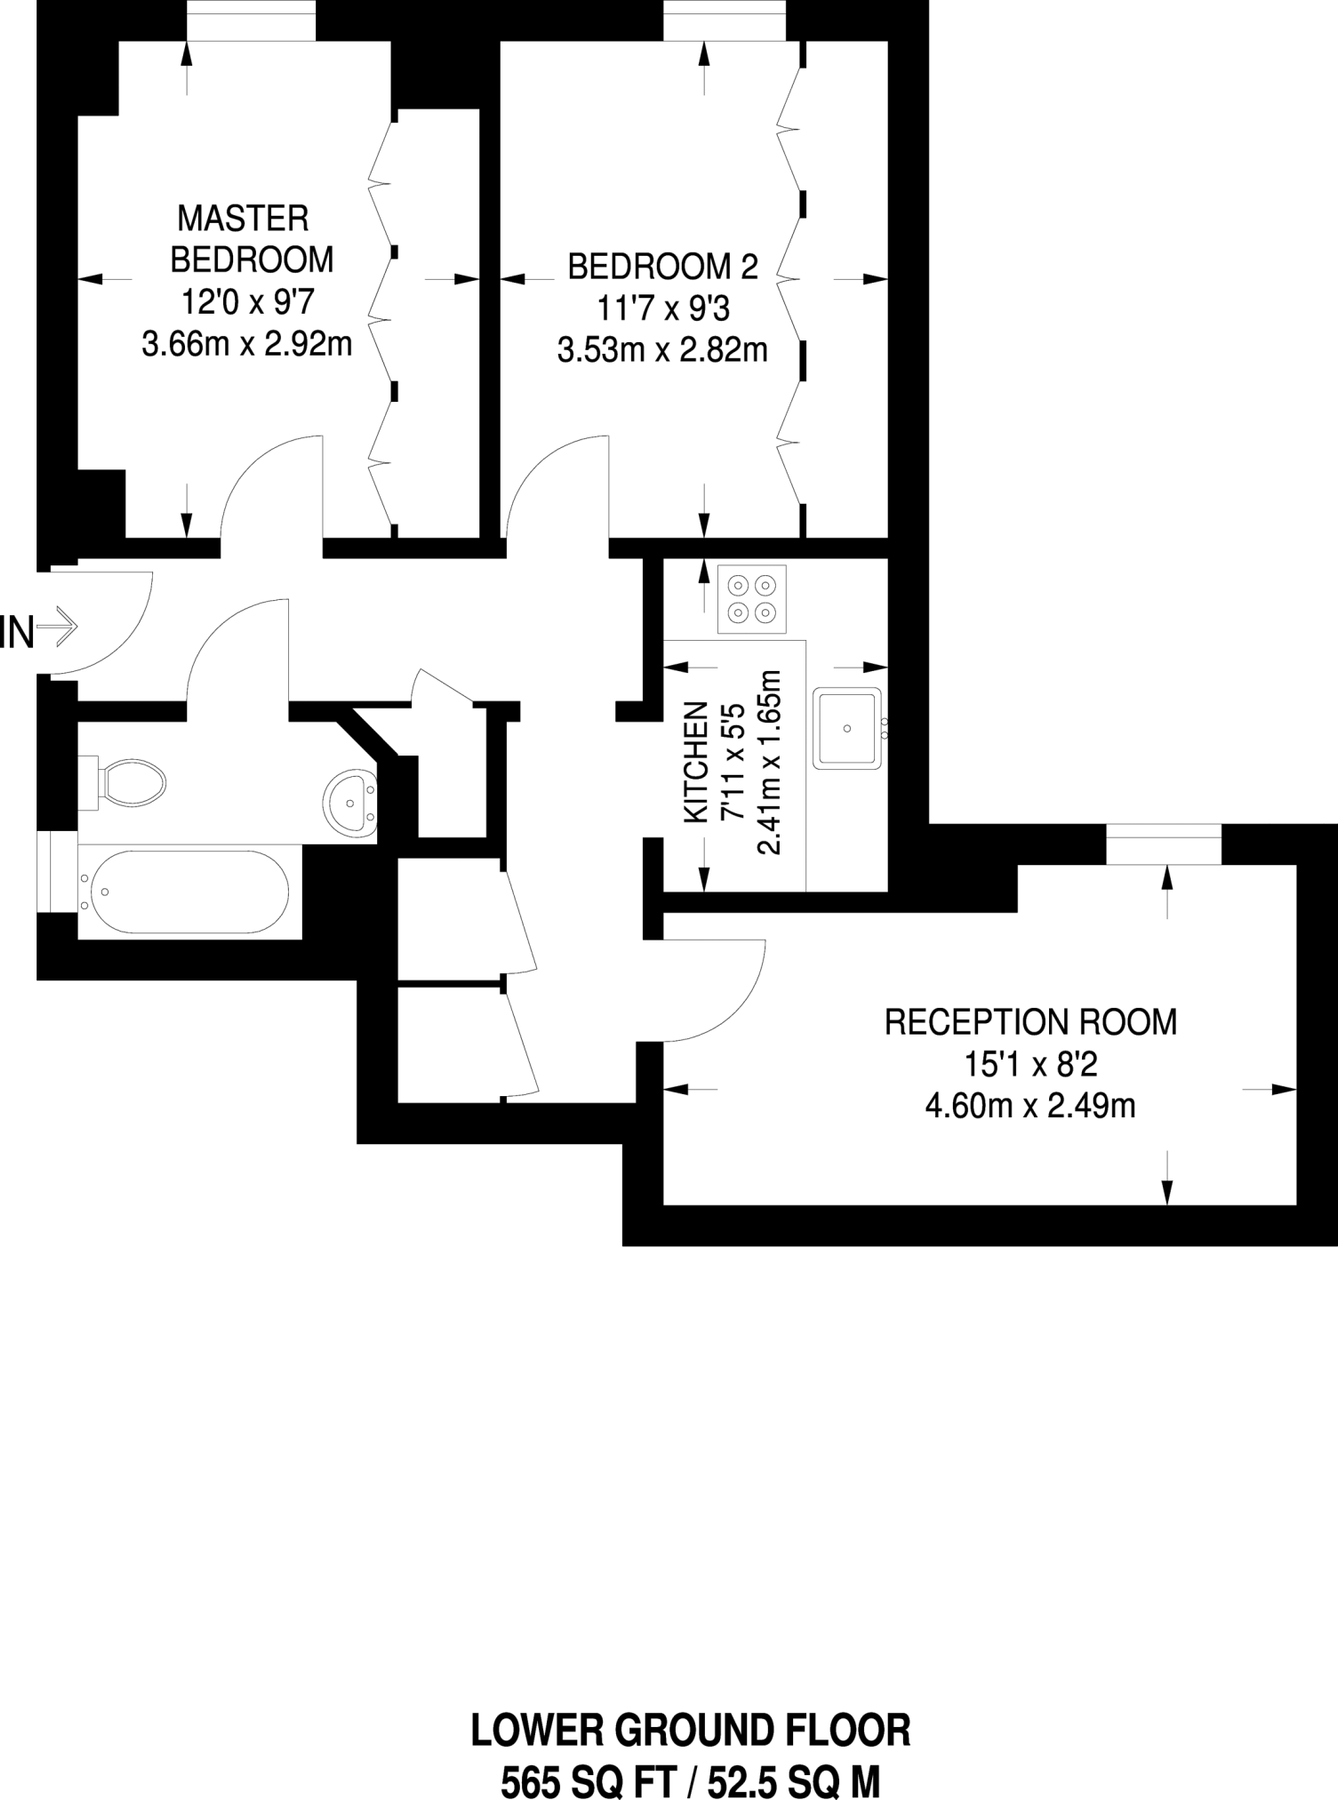 MASTER
BEDROOM
12'0 x 9'7
3.66m x 2.92m
BEDROOM 2
11'7 x 9'3
3.53m x 2.82m
IN
KITCHEN
7'11 x 5'5
2.41m x 1.65m
RECEPTION ROOM
15'1 x 8'2
4.60m x 2.49m
LOWER GROUND FLOOR
565 SQ FT / 52.5 SQ M